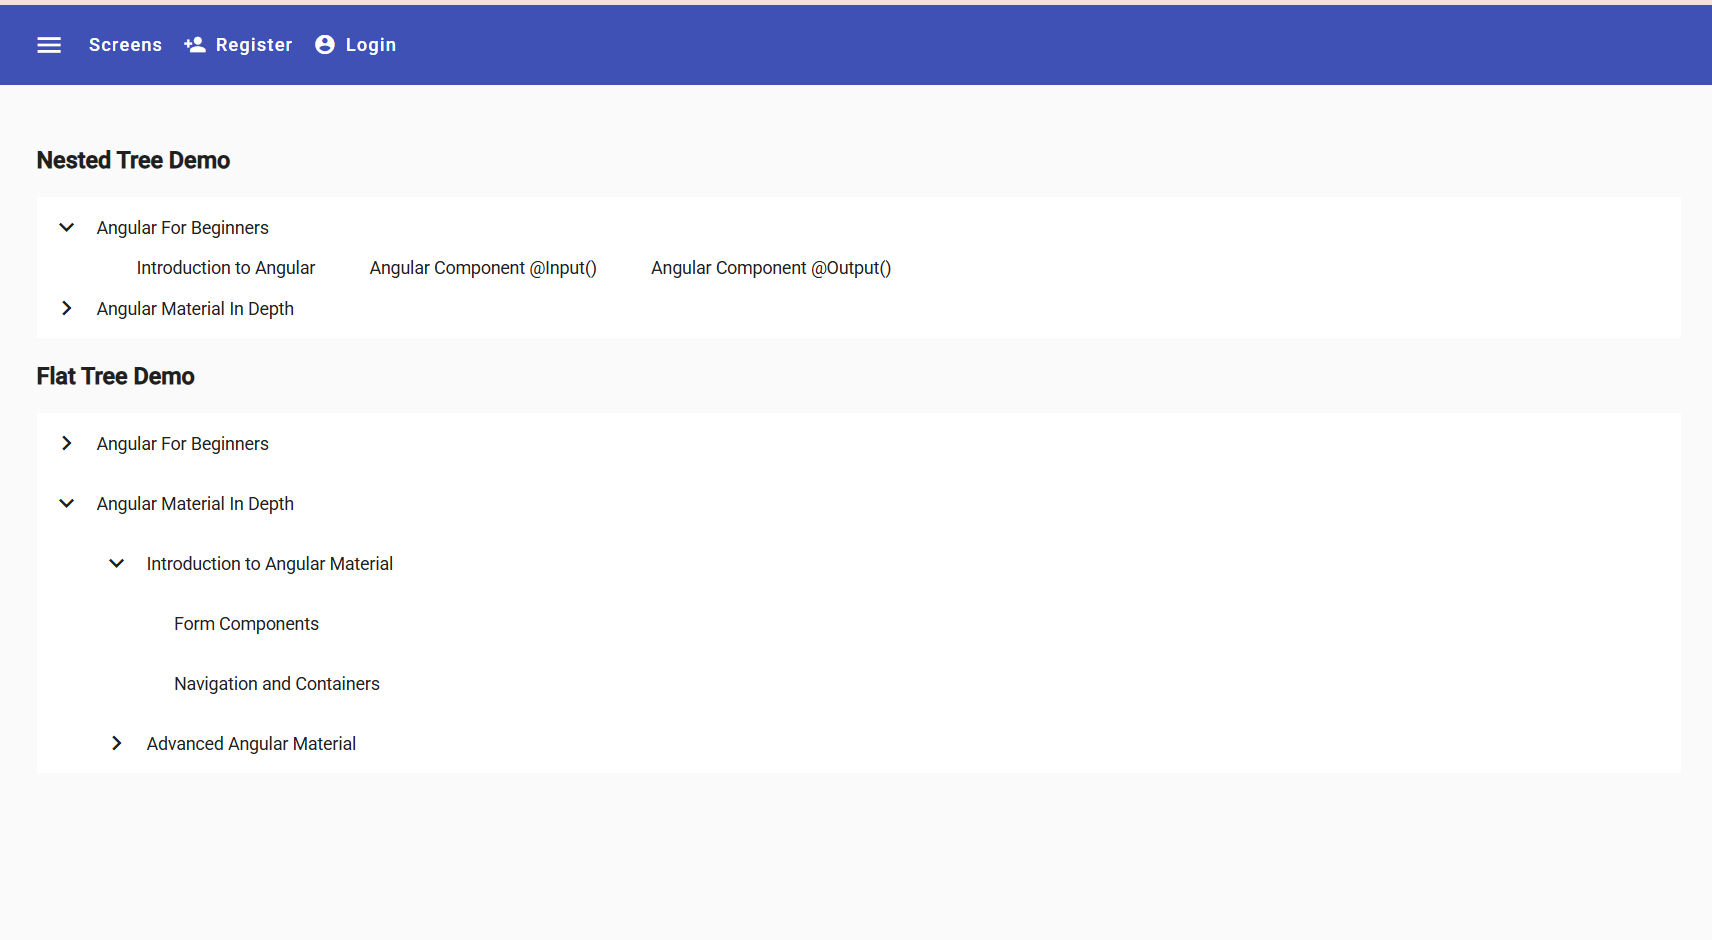 Screens Register Login
Nested Tree Demo
Angular For Beginners
Introduction to Angular Angular Component @Input() Angular Component @Output()
Angular Material In Depth
Flat Tree Demo
Angular For Beginners
Angular Material In Depth
Introduction to Angular Material
Form Components
Navigation and Containers
Advanced Angular Material